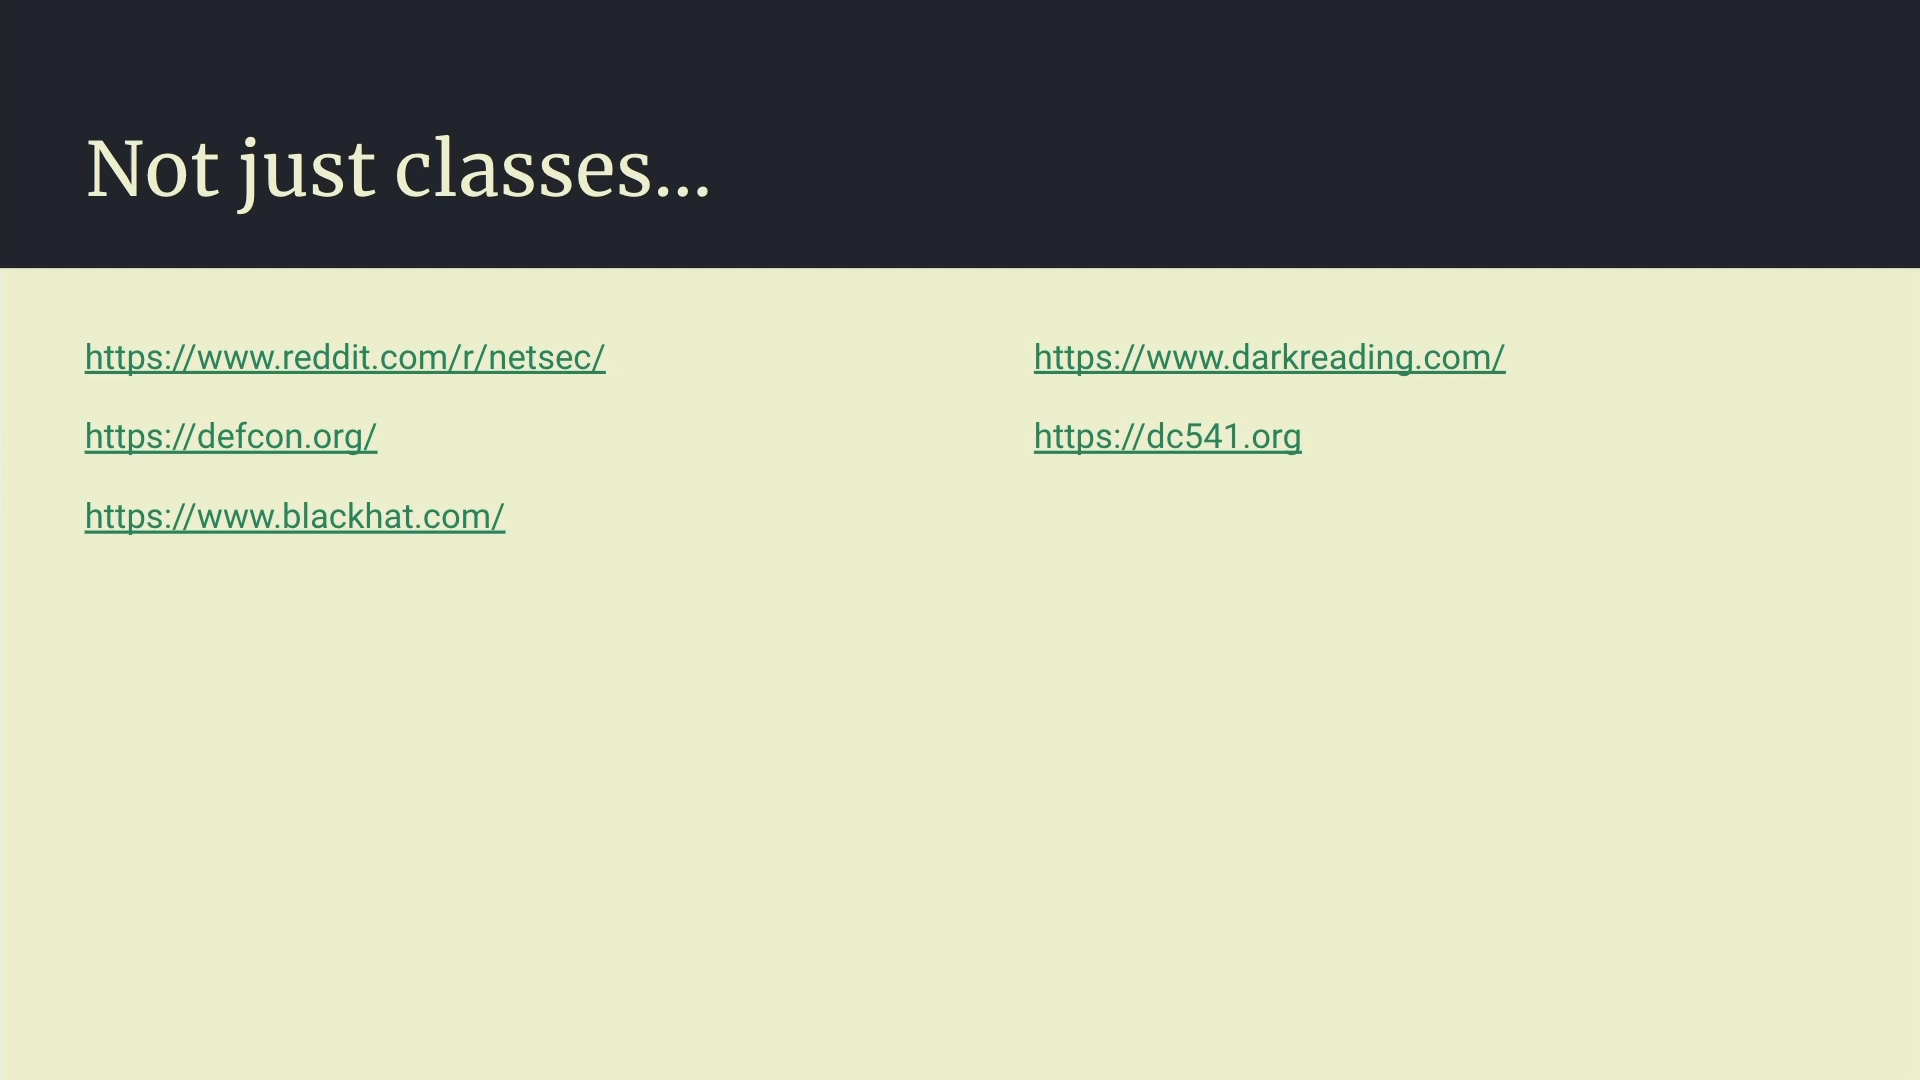 Not just classes...
https://www.reddit.com/r/netsec/
https://defcon.org/
https://www.blackhat.com/
https://www.darkreading.com/
https://dc541.org